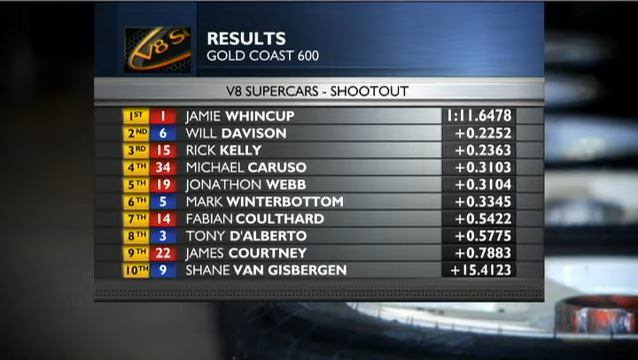 V8 S
RESULTS
GOLD COAST 600
V8 SUPERCARS - SHOOTOUT
1ST 1 JAMIE WHINCUP 1:11.6478
2ND 6 WILL DAVISON +0.2252
3RD 15 RICK KELLY +0.2363
4TH 34 MICHAEL CARUSO +0.3103
5TH 19 JONATHON WEBB +0.3104
6TH 5 MARK WINTERBOTTOM +0.3345
7TH 14 FABIAN COULTHARD +0.5422
8TH 3 TONY D'ALBERTO +0.5775
9TH 22 JAMES COURTNEY +0.7883
10TH 9 SHANE VAN GISBERGEN +15.4123